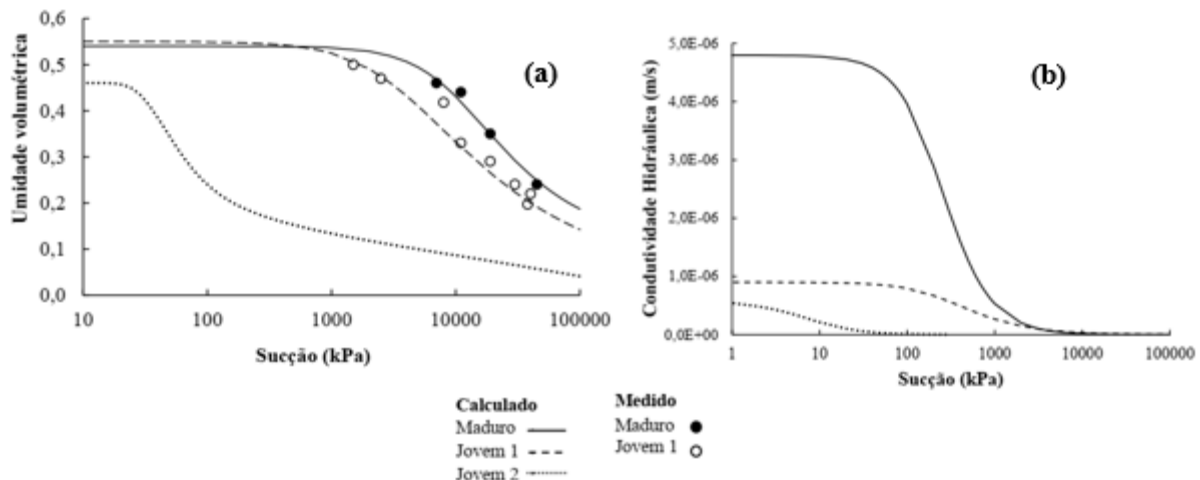 0,6
0,5
0,4
0,3
0,2
0,1
0,0
Umidade volumétrica
(a)
10
100
1000
10000
100000
Sucção (kPa)
5,0E-06
4,0E-06
3,0E-06
2,0E-06
1,0E-06
0,0E+00
Condutividade Hidráulica (m/s)
(b)
1
10
100
1000
10000
100000
Sucção (kPa)
Calculado
Maduro
Jovem 1
Jovem 2
Medido
Maduro
Jovem 1